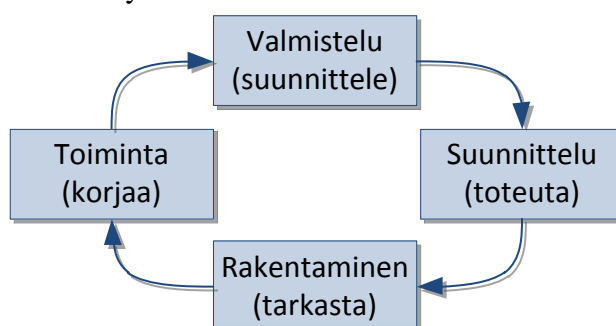 Valmistelu
(suunnittele)
Toiminta
(korjaa)
Suunnittelu
(toteuta)
Rakentaminen
(tarkasta)